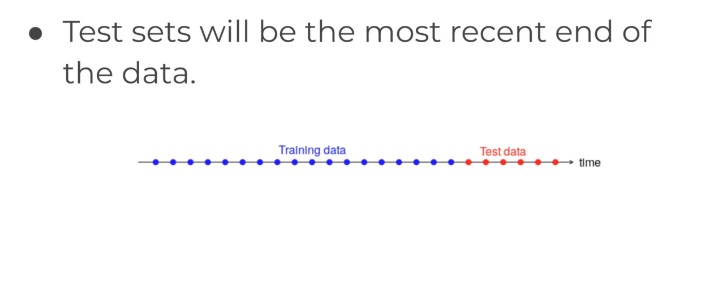 ● Test sets will be the most recent end of
the data.
Training data
Test data
time